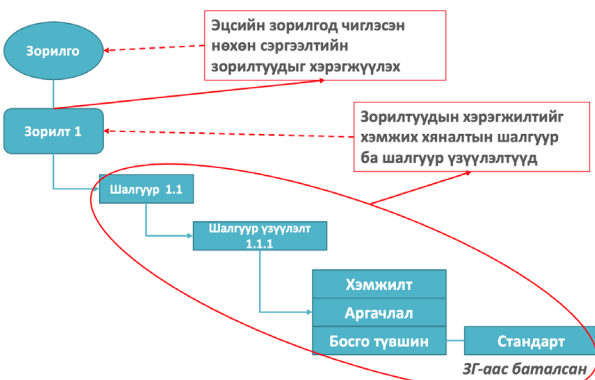 Зорилго
Эцсийн зорилгод чиглэсэн
нөхөн сэргээлтийн
зорилтуудыг хэрэгжүүлэх
Зорилт 1
Зорилтуудын хэрэгжилтийг
хэмжих хяналтын шалгуур
ба шалгуур үзүүлэлтүүд
Шалгуур 1.1
Шалгуур үзүүлэлт
1.1.1
Хэмжилт
Аргачлал
Босго түвшин
Стандарт
ЗГ-аас баталсан